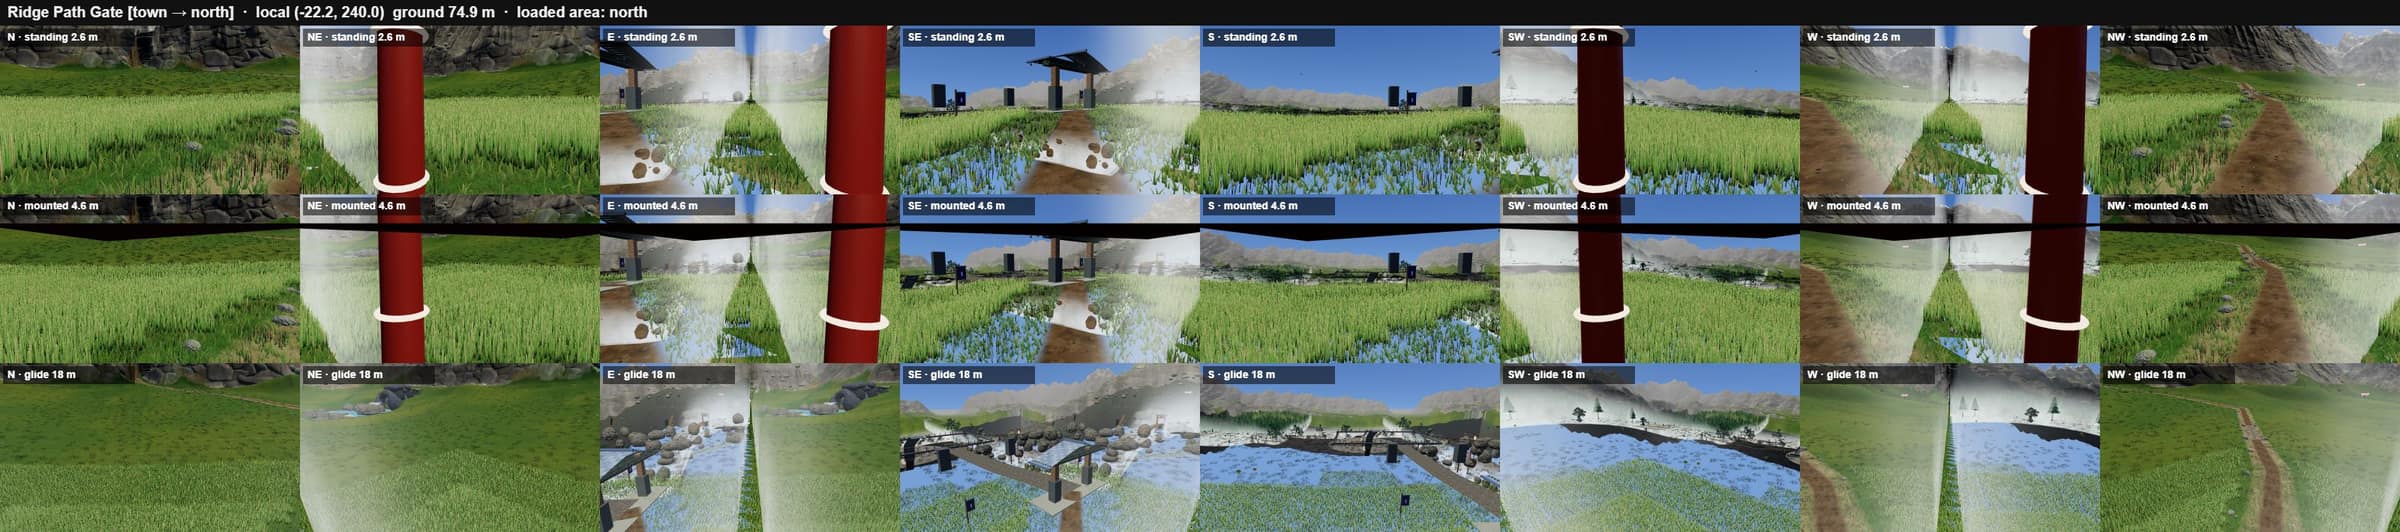 Ridge Path Gate [town → north] · local (-22.2, 240.0) ground 74.9 m · loaded area: north
N · standing 2.6 m
NE · standing 2.6 m
E · standing 2.6 m
SE · standing 2.6 m
S · standing 2.6 m
SW · standing 2.6 m
W · standing 2.6 m
NW · standing 2.6 m
N · mounted 4.6 m
NE · mounted 4.6 m
E · mounted 4.6 m
SE · mounted 4.6 m
S · mounted 4.6 m
SW · mounted 4.6 m
W · mounted 4.6 m
NW · mounted 4.6 m
N · glide 18 m
NE · glide 18 m
E · glide 18 m
SE · glide 18 m
S · glide 18 m
SW · glide 18 m
W · glide 18 m
NW · glide 18 m